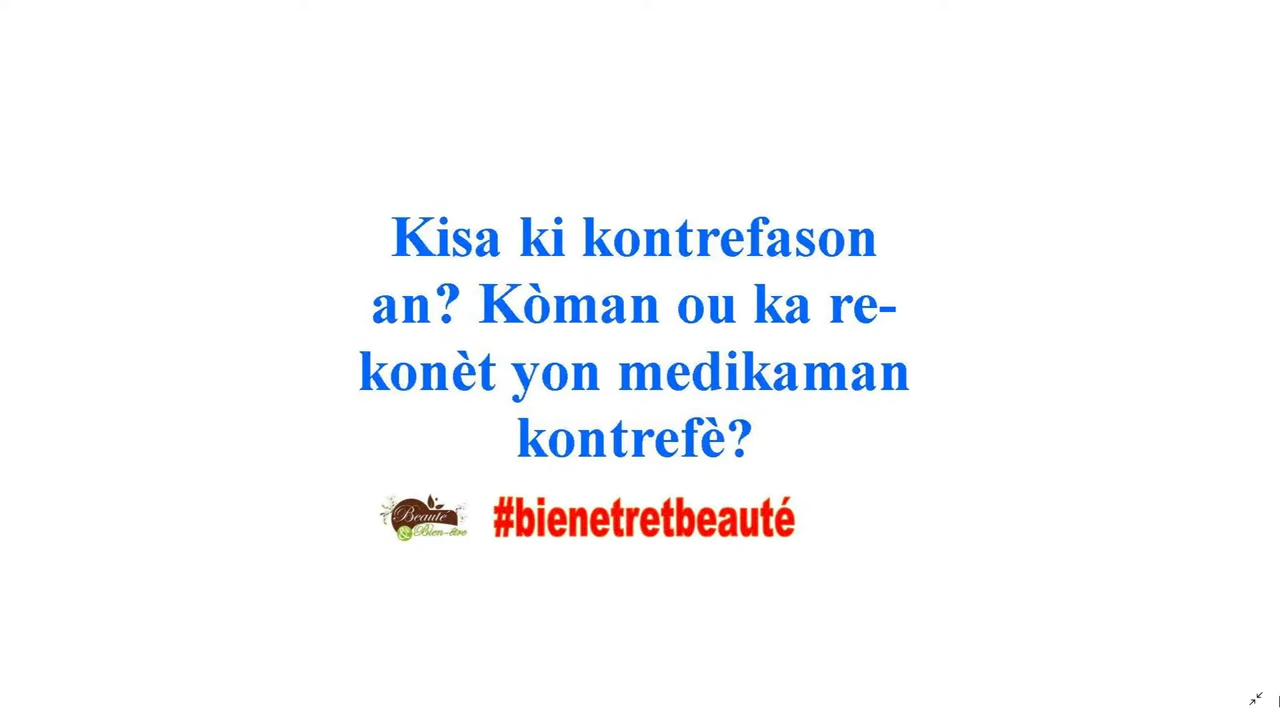 Kisa ki kontrefason
an? Kòman ou ka re-
konèt yon medikaman
kontrefè?
Beauté
& Bien-être
#bienetretbeauté